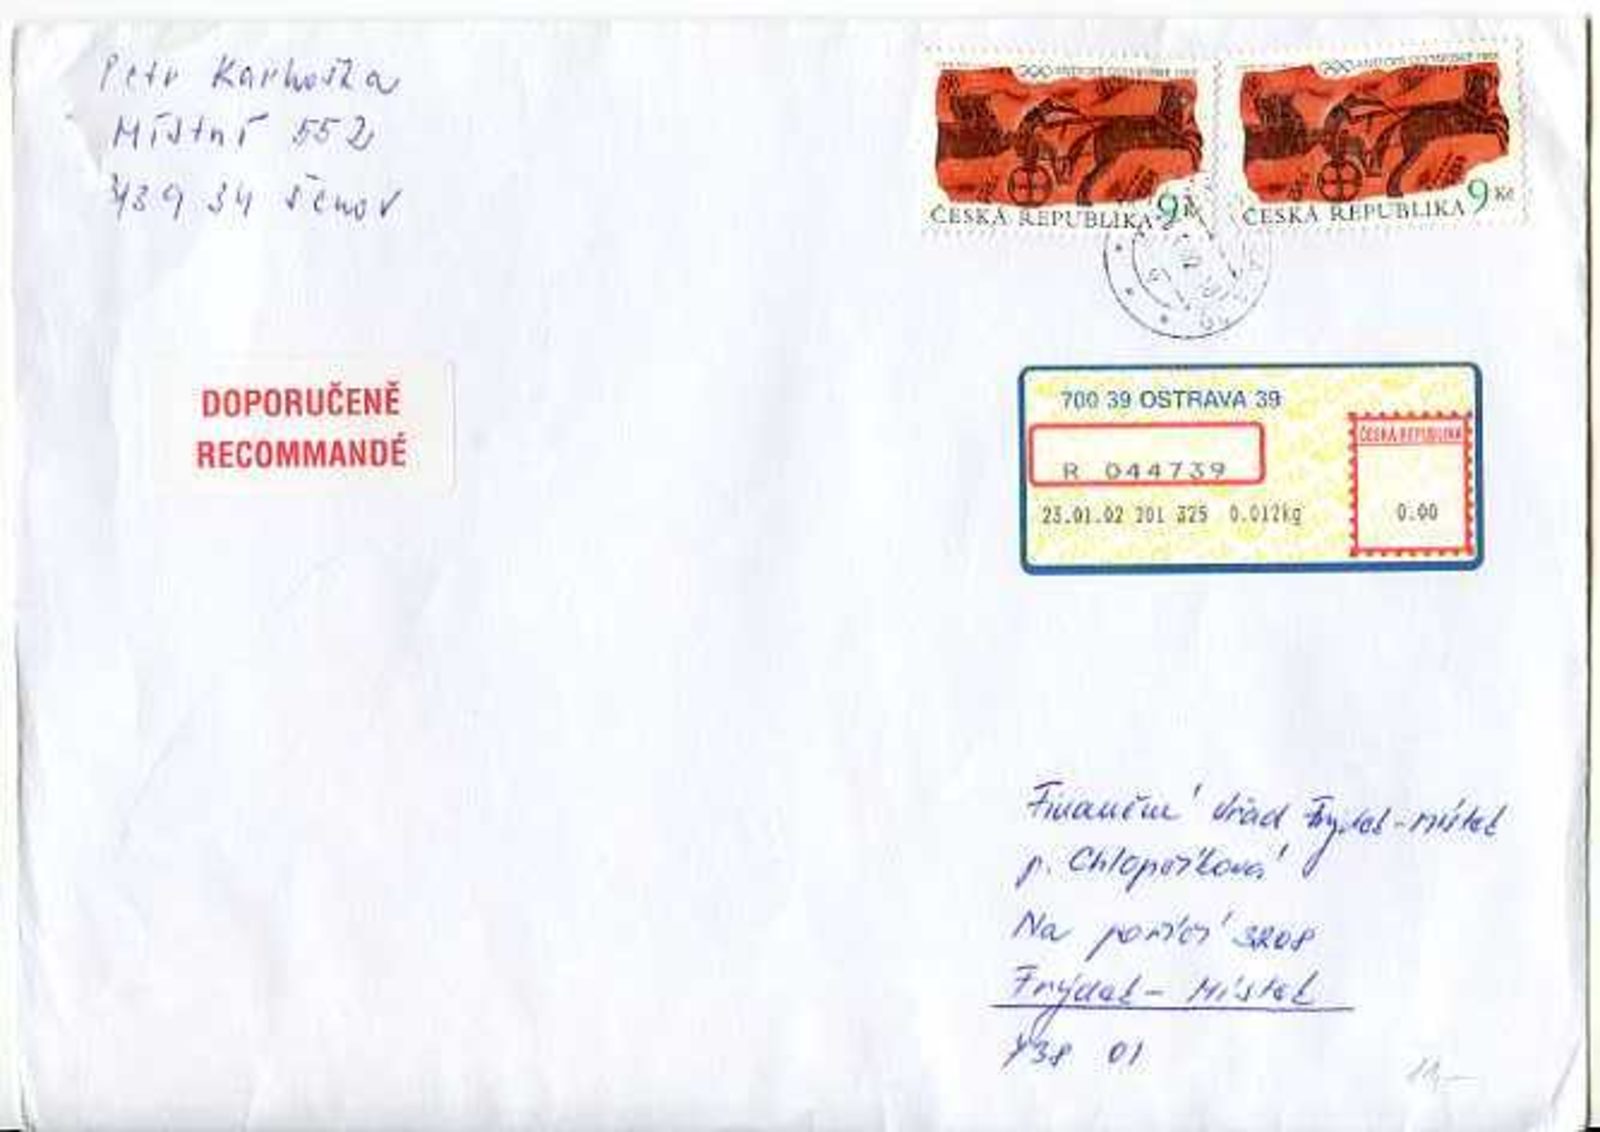 Petr Karhoška
Místní 552
739 34 Šenov
ČESKÁ REPUBLIKA 9 Kč
ČESKÁ REPUBLIKA 9 Kč
DOPORUČENĚ
RECOMMANDÉ
700 39 OSTRAVA 39
ČESKÁ REPUBLIKA
R 044739
23.01.02 201 325 0.012kg
0.00
Finanční úřad Frýdek-Místek
p. Chlopčíková
Na poříčí 3208
Frýdek - Místek
738 01